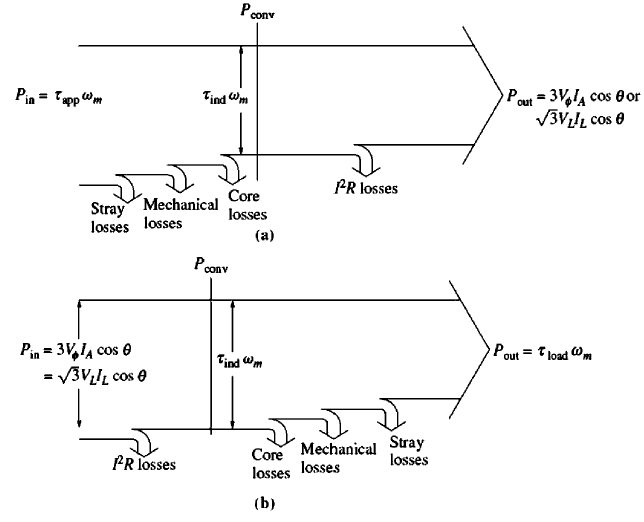 P_conv
P_in = τ_app ω_m
τ_ind ω_m
P_out = 3V_ϕ I_A cos θ or
√3V_L I_L cos θ
Stray
losses
Mechanical
losses
Core
losses
I²R losses
(a)
P_conv
P_in = 3V_ϕ I_A cos θ
= √3V_L I_L cos θ
τ_ind ω_m
P_out = τ_load ω_m
I²R losses
Core
losses
Mechanical
losses
Stray
losses
(b)